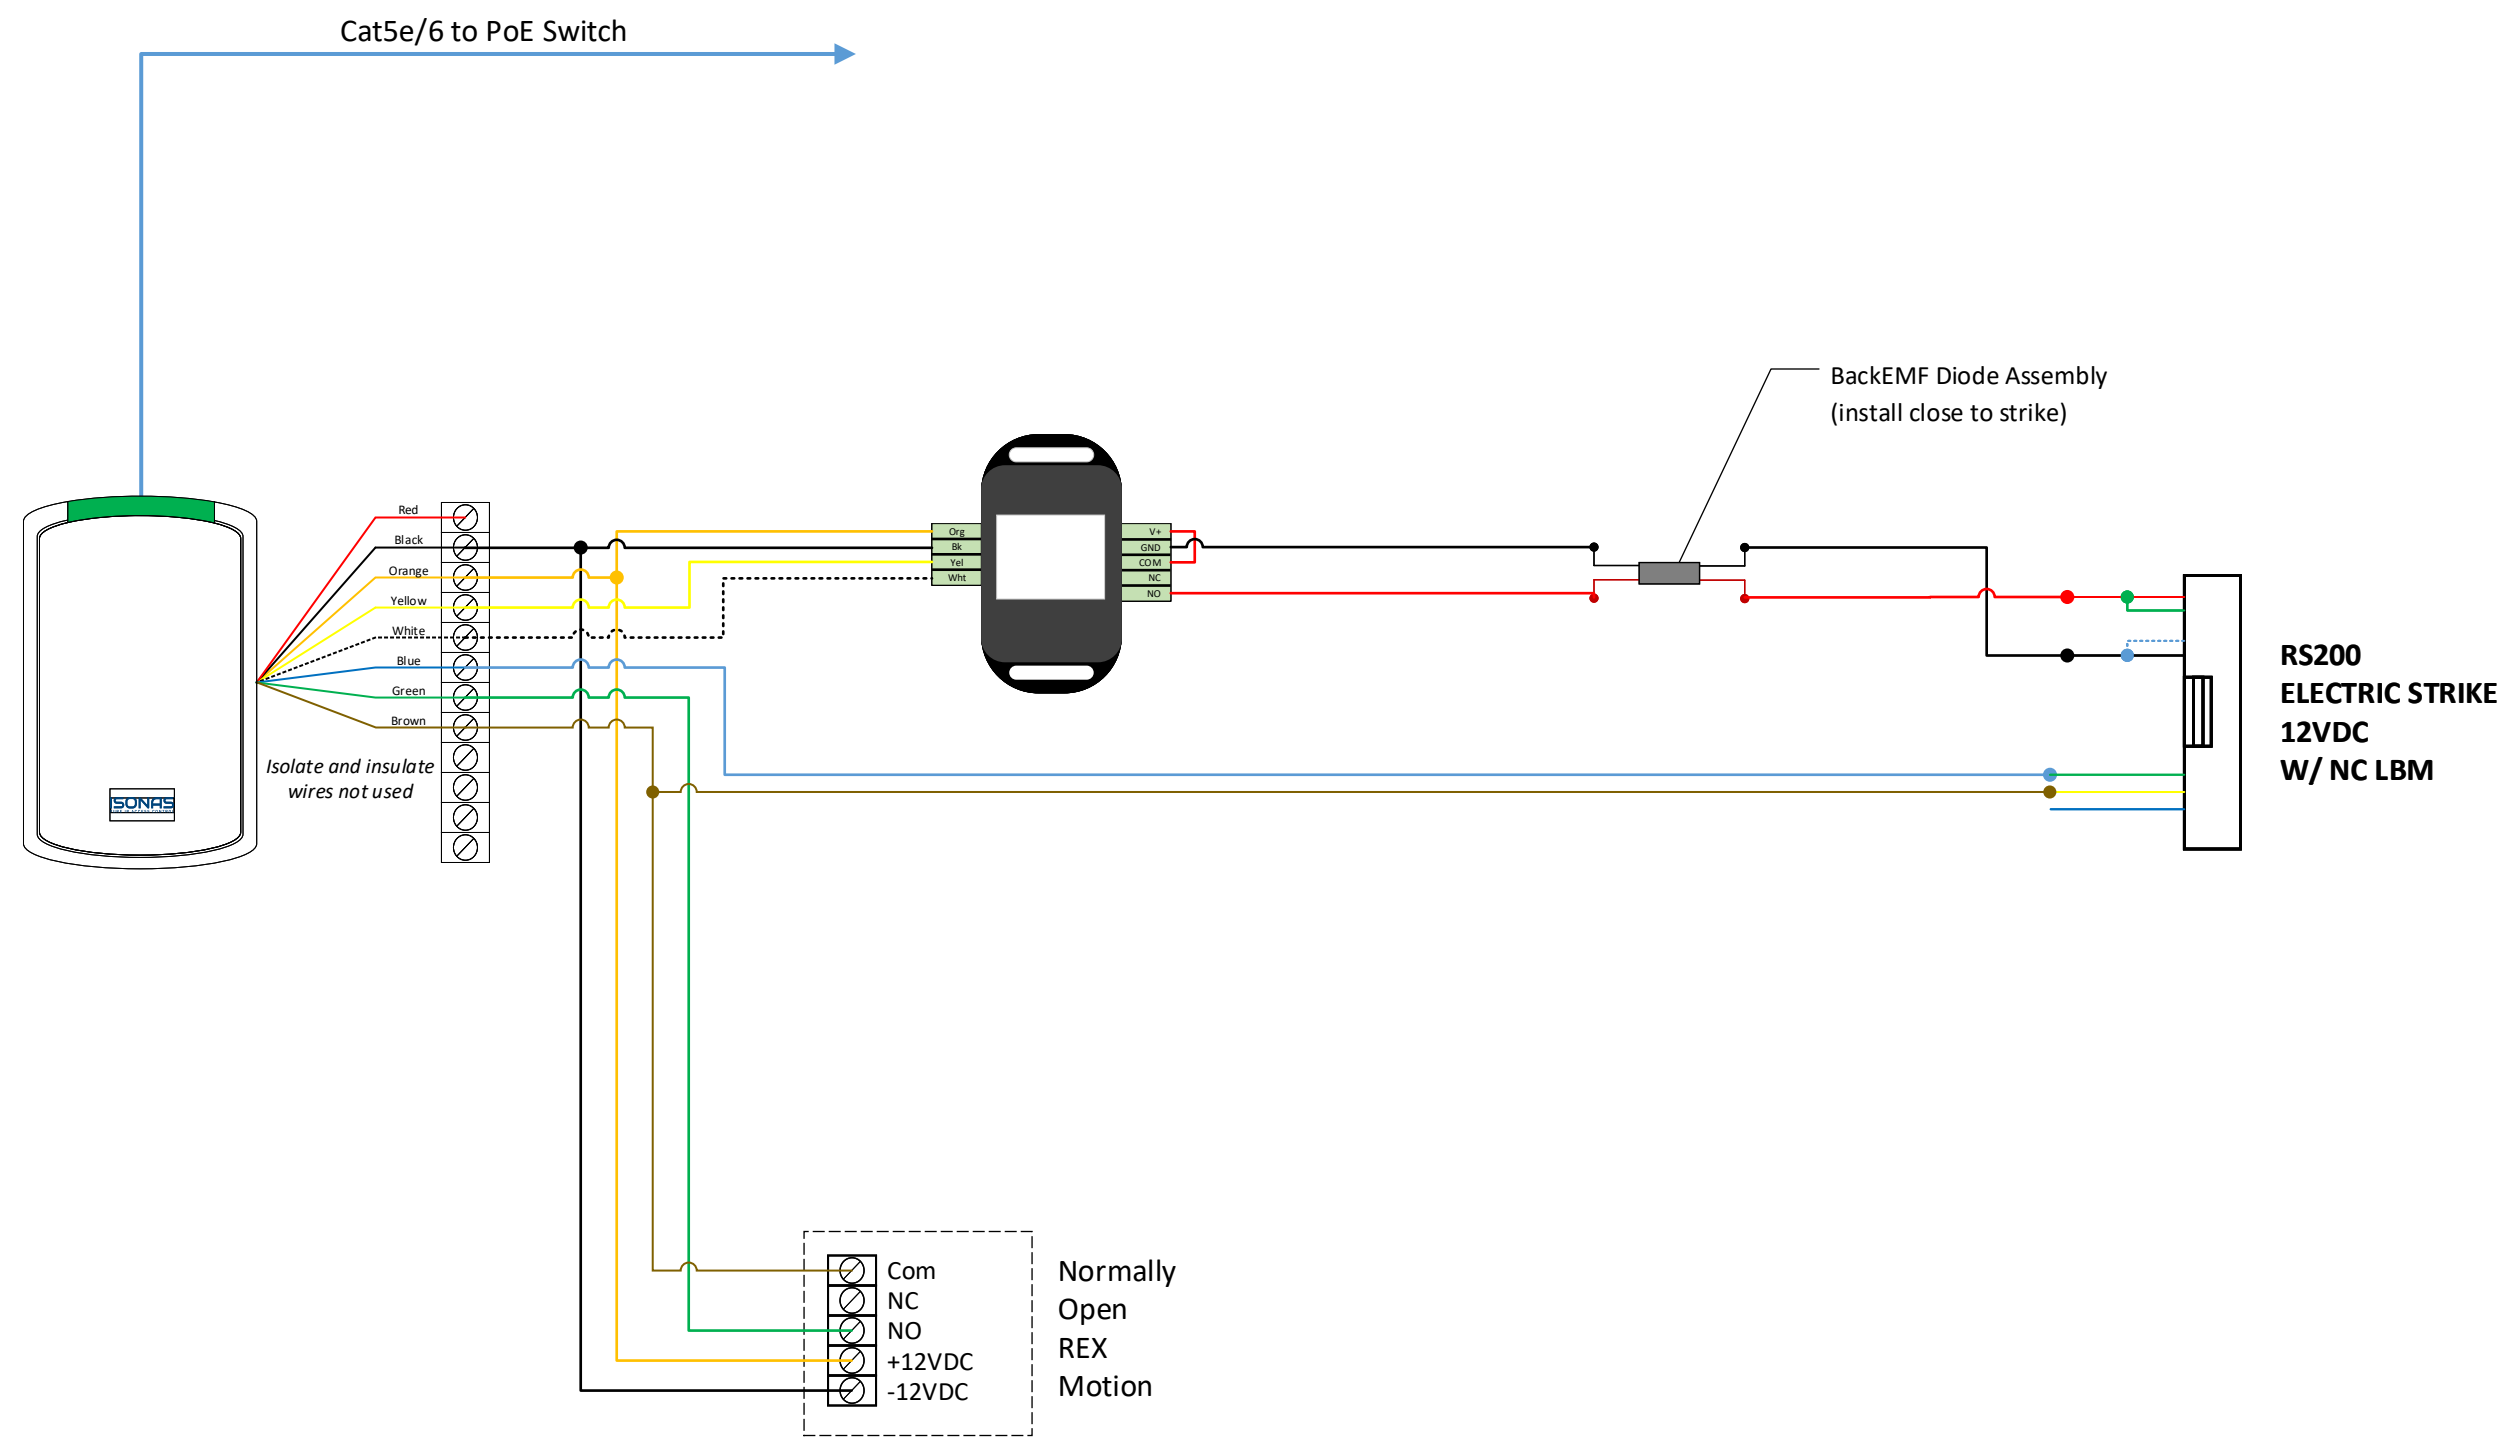 Cat5e/6 to PoE Switch
BackEMF Diode Assembly
(install close to strike)
Red
Black
Orange
Yellow
White
Blue
Green
Brown
Isolate and insulate
wires not used
ISONAS
Org
Bk
Yel
Wht
V+
GND
COM
NC
NO
RS200
ELECTRIC STRIKE
12VDC
W/ NC LBM
Com
NC
NO
+12VDC
-12VDC
Normally
Open
REX
Motion